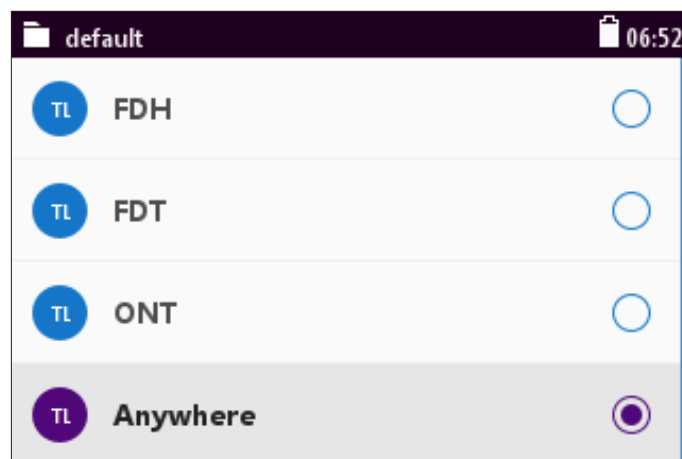 default 06:52
TL FDH
TL FDT
TL ONT
TL Anywhere